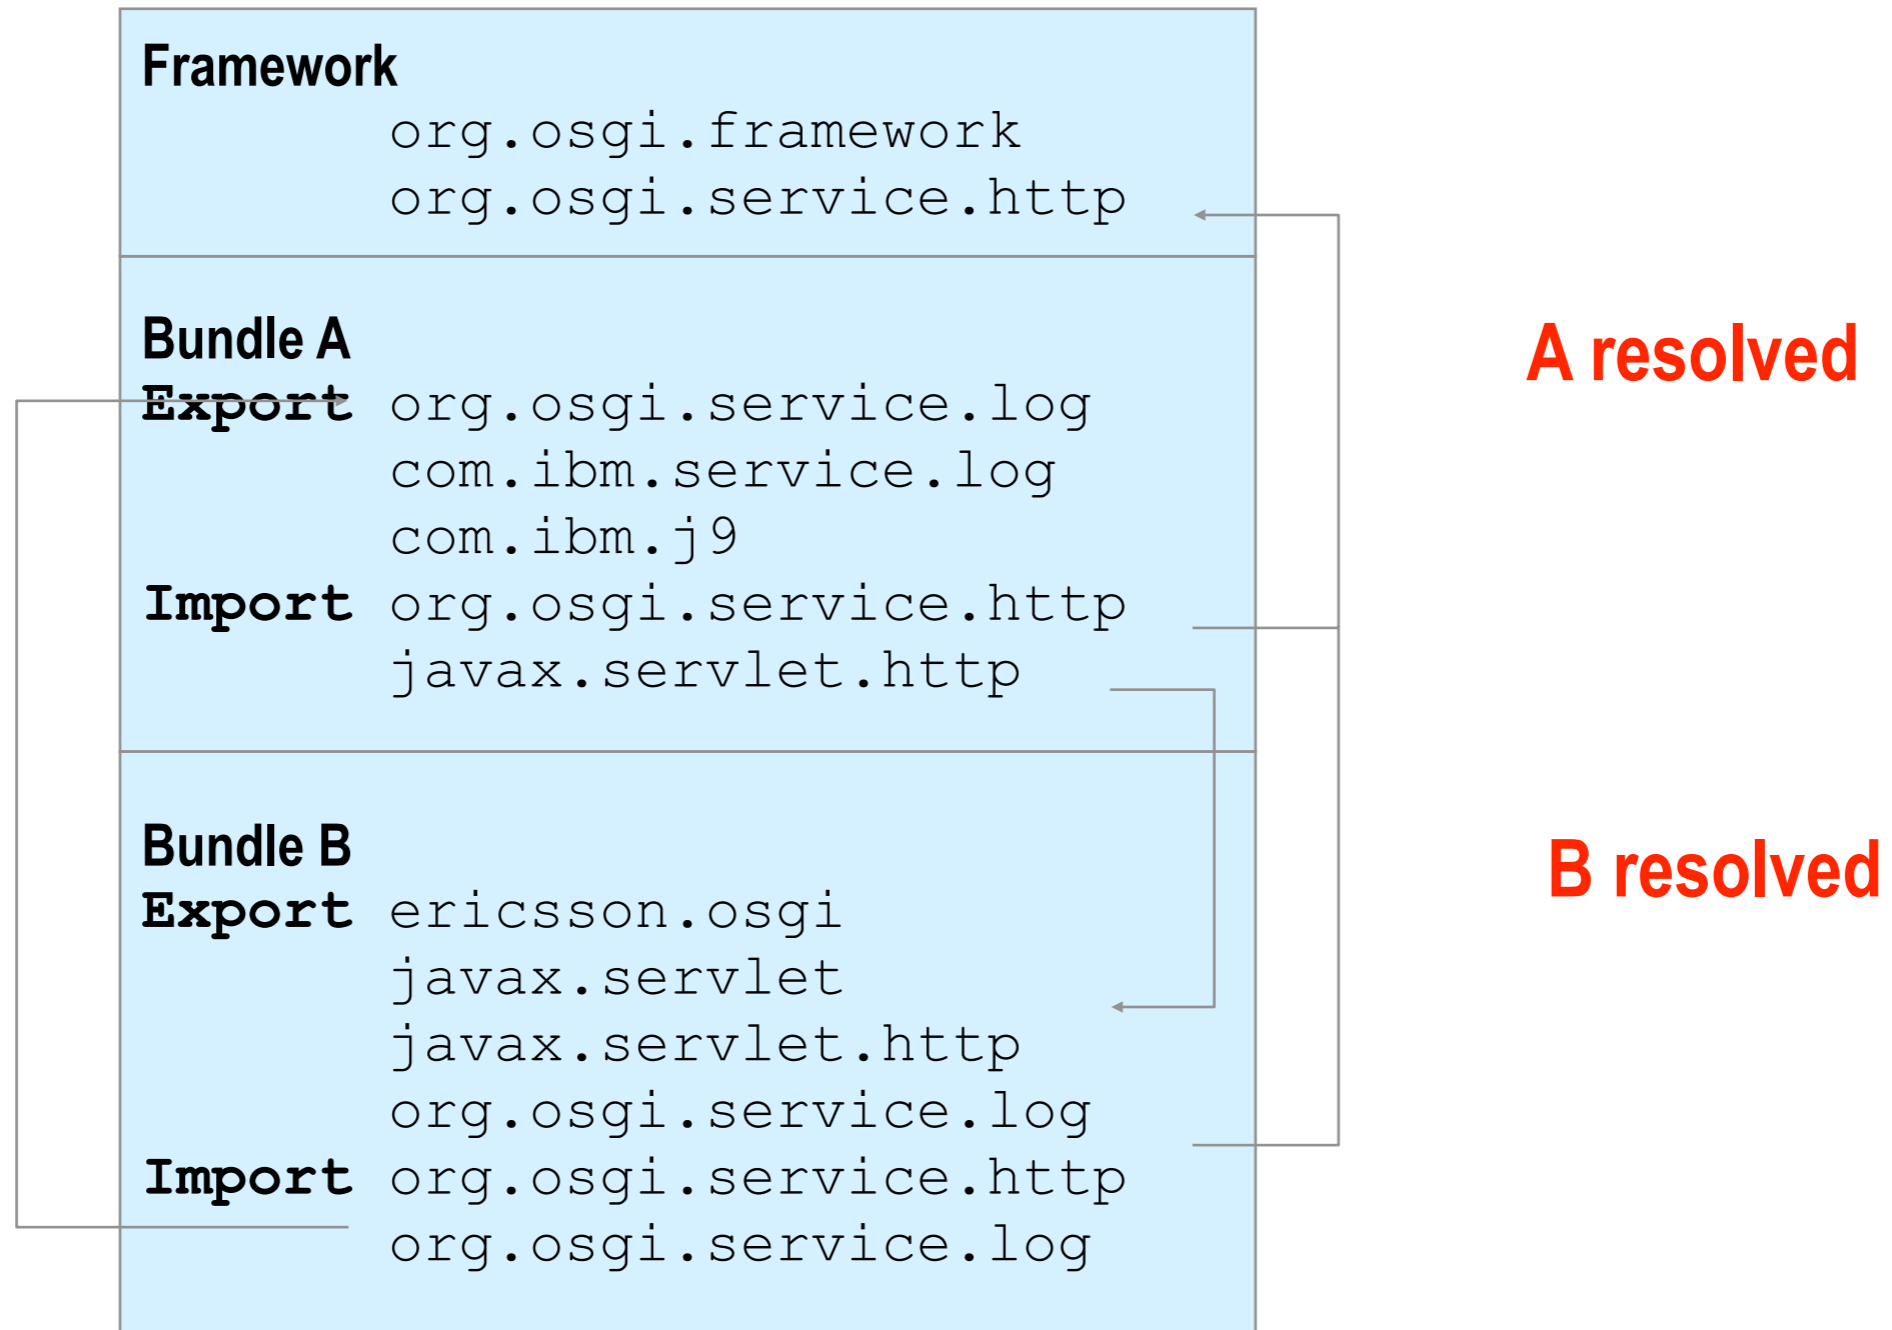 Framework
org.osgi.framework
org.osgi.service.http
Bundle A
Export org.osgi.service.log
com.ibm.service.log
com.ibm.j9
Import org.osgi.service.http
javax.servlet.http
A resolved
Bundle B
Export ericsson.osgi
javax.servlet
javax.servlet.http
org.osgi.service.log
Import org.osgi.service.http
org.osgi.service.log
B resolved